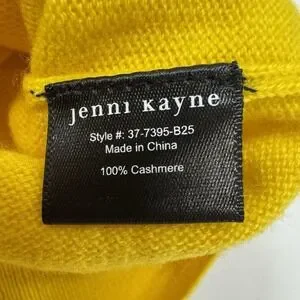 jenni kayne
Style #: 37-7395-B25
Made in China
100% Cashmere